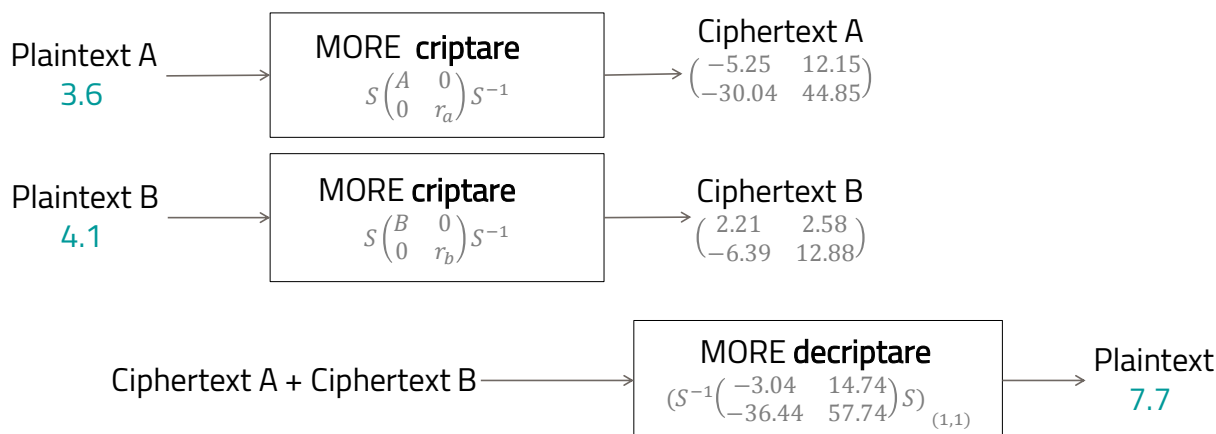 Plaintext A
3.6
MORE criptare
S(A 0
0 r_a)S⁻¹
Ciphertext A
(−5.25 12.15
−30.04 44.85)
Plaintext B
4.1
MORE criptare
S(B 0
0 r_b)S⁻¹
Ciphertext B
(2.21 2.58
−6.39 12.88)
Ciphertext A + Ciphertext B
MORE decriptare
(S⁻¹(−3.04 14.74
−36.44 57.74)S)_(1,1)
Plaintext
7.7